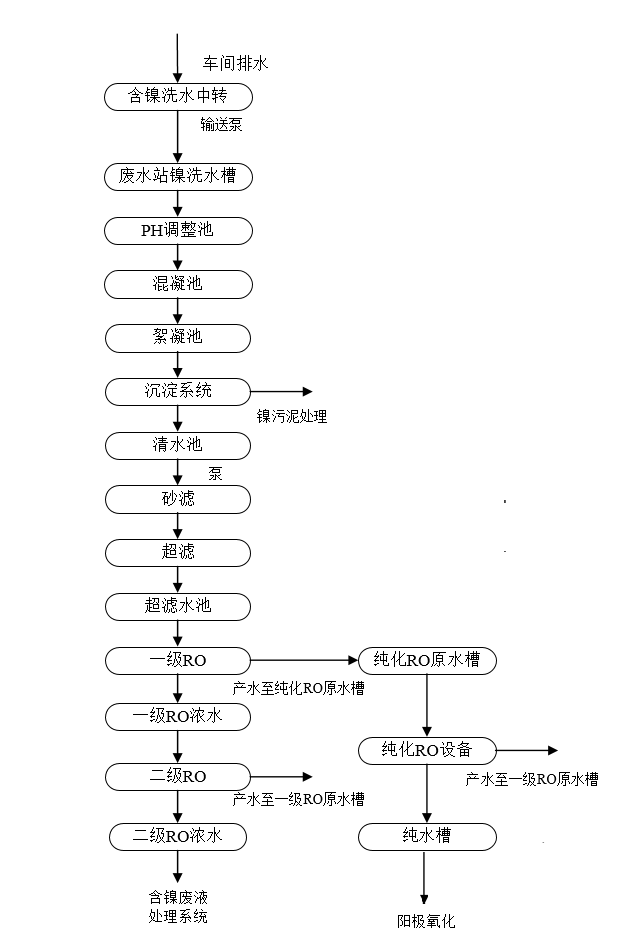 车间排水
含镍洗水中转
输送泵
废水站镍洗水槽
PH调整池
混凝池
絮凝池
沉淀系统
镍污泥处理
清水池
泵
砂滤
超滤
超滤水池
一级RO
纯化RO原水槽
产水至纯化RO原水槽
一级RO浓水
纯化RO设备
二级RO
产水至一级RO原水槽
产水至一级RO原水槽
二级RO浓水
纯水槽
含镍废液
处理系统
阳极氧化